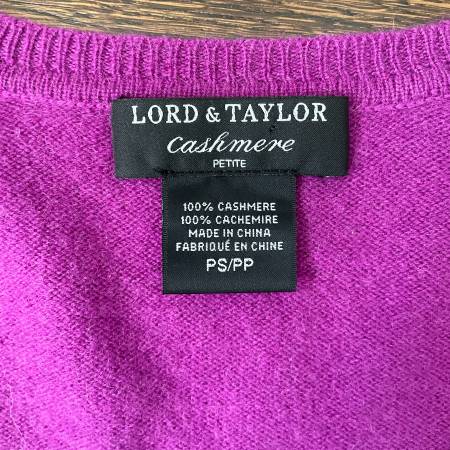 LORD & TAYLOR
Cashmere
PETITE
100% CASHMERE
100% CACHEMIRE
MADE IN CHINA
FABRIQUÉ EN CHINE
PS/PP